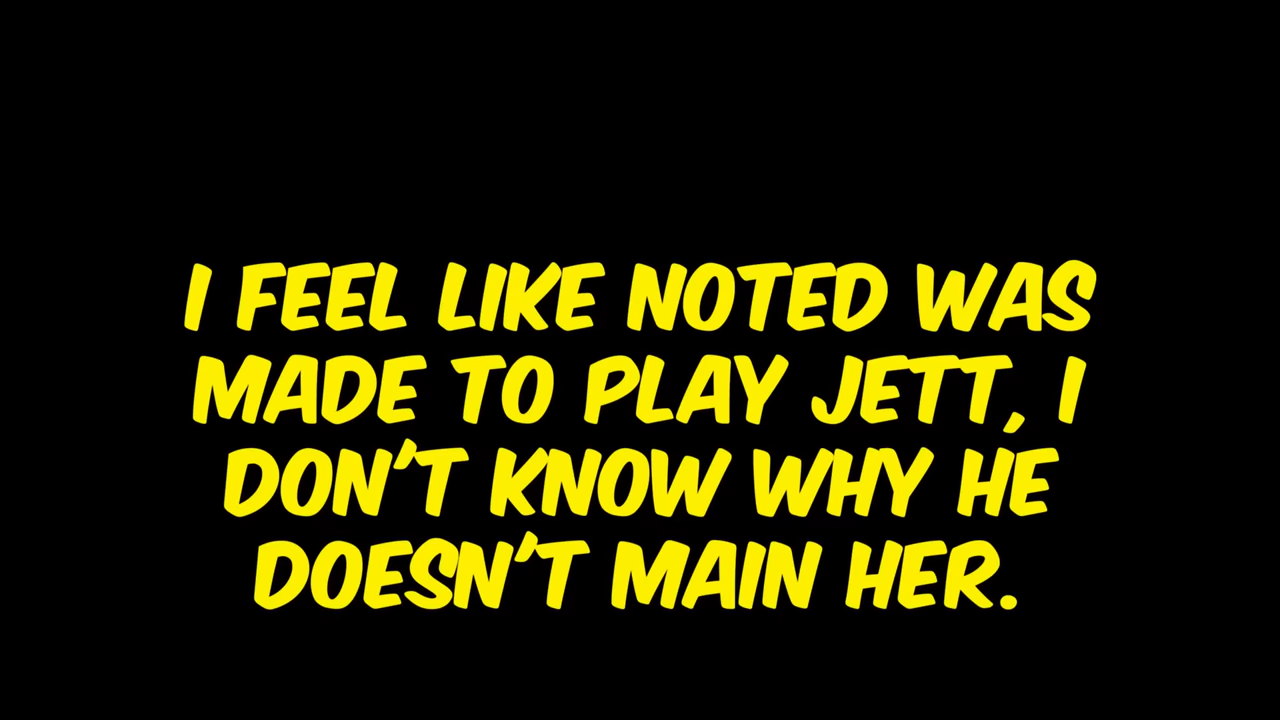 I FEEL LIKE NOTED WAS
MADE TO PLAY JETT, I
DON'T KNOW WHY HE
DOESN'T MAIN HER.